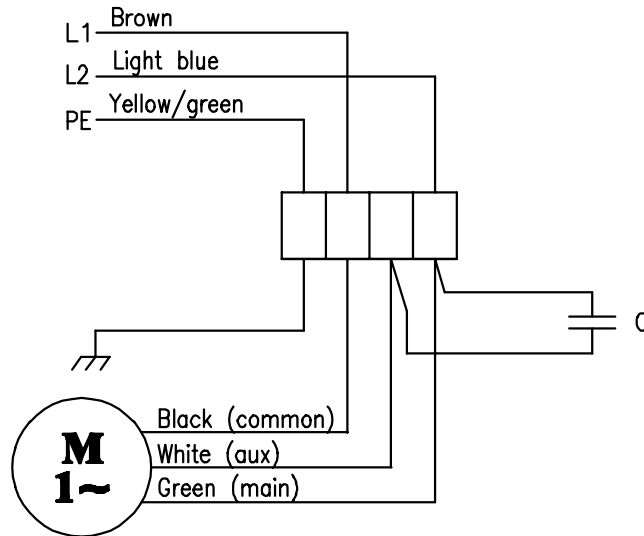 L1 Brown
L2 Light blue
PE Yellow/green
Black (common)
White (aux)
Green (main)
M
1~